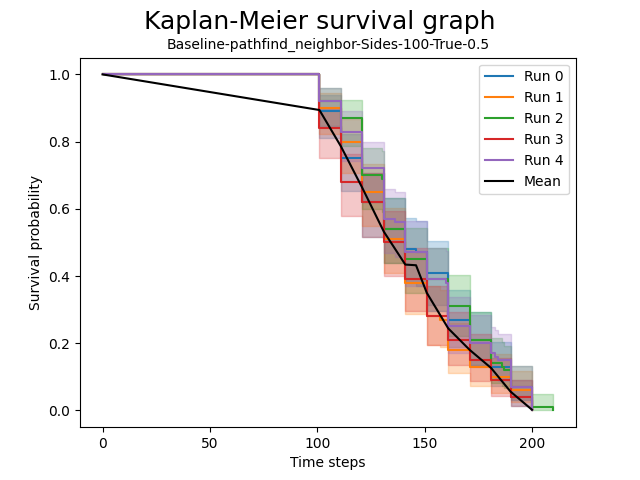 Kaplan-Meier survival graph
Baseline-pathfind_neighbor-Sides-100-True-0.5
Survival probability
1.0
0.8
0.6
0.4
0.2
0.0
0
50
100
150
200
Time steps
Run 0
Run 1
Run 2
Run 3
Run 4
Mean